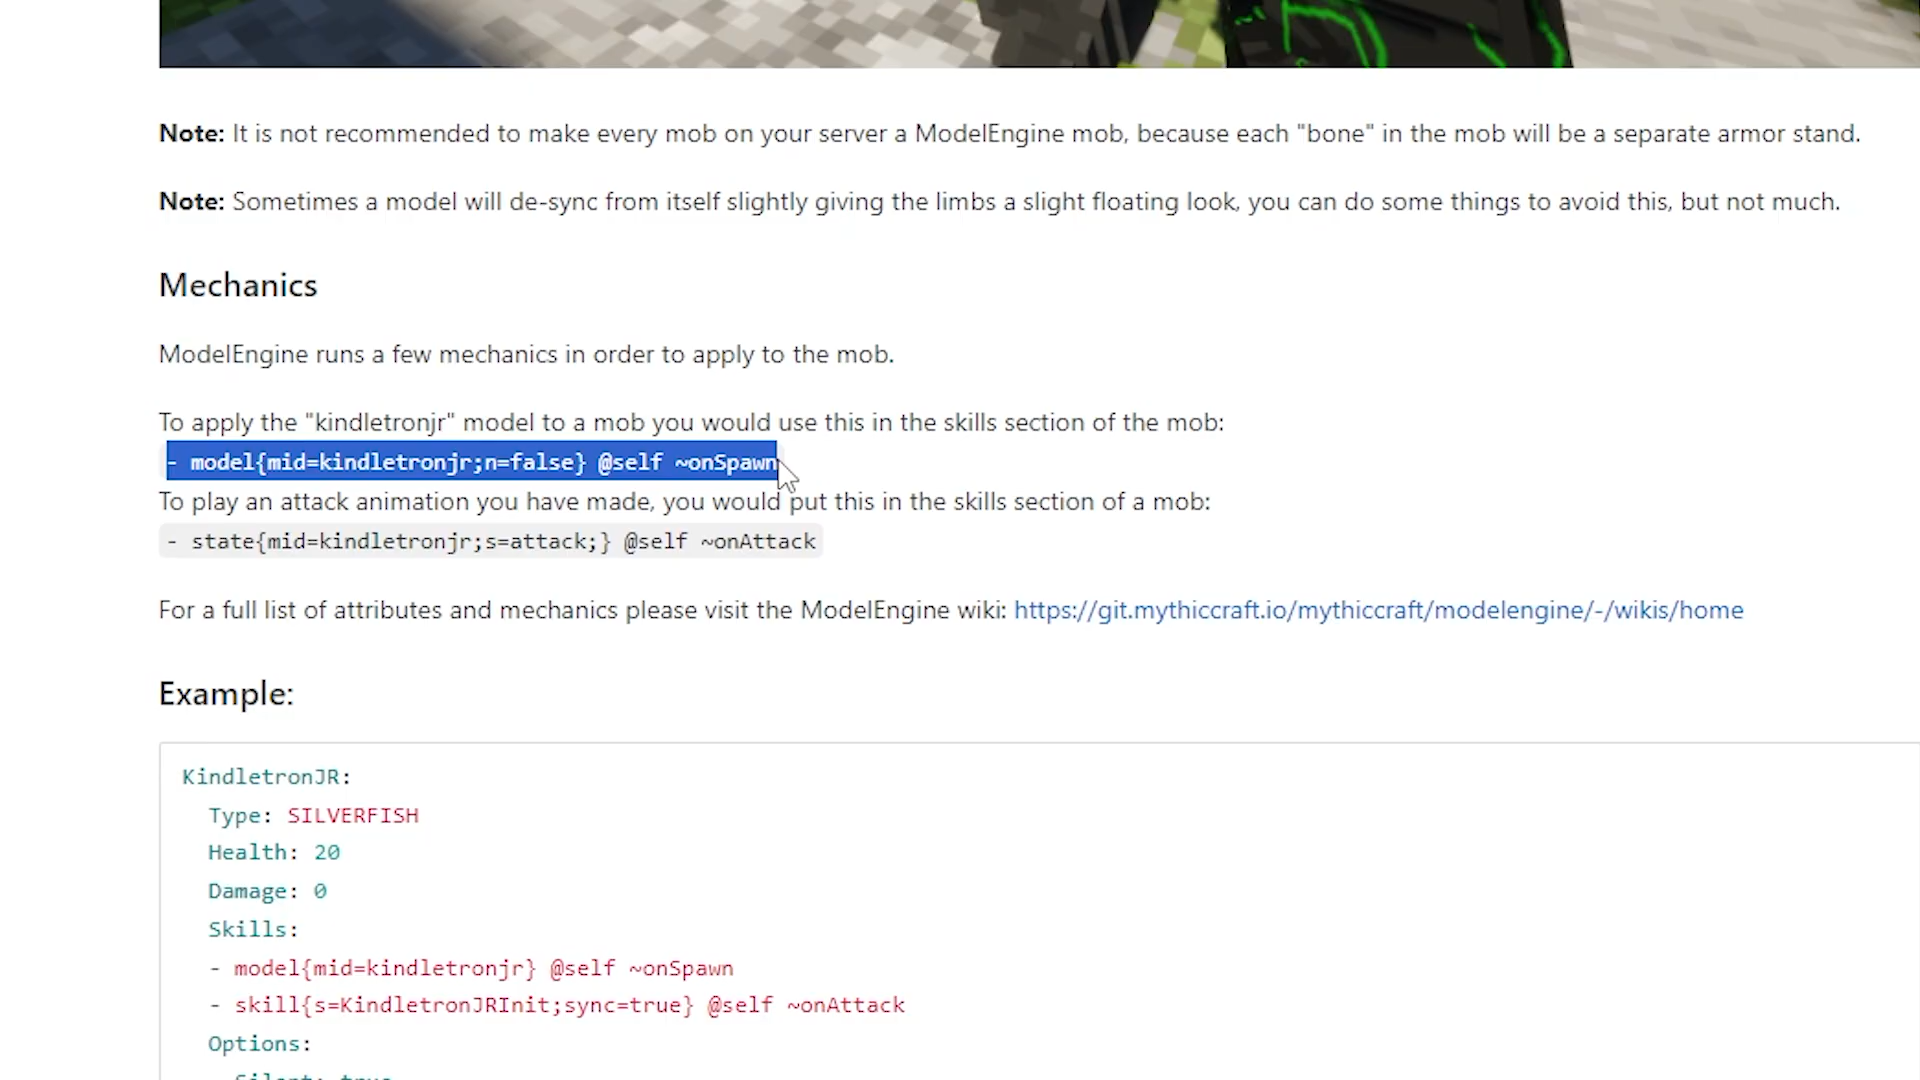 Note: It is not recommended to make every mob on your server a ModelEngine mob, because each "bone" in the mob will be a separate armor stand.
Note: Sometimes a model will de-sync from itself slightly giving the limbs a slight floating look, you can do some things to avoid this, but not much.
Mechanics
ModelEngine runs a few mechanics in order to apply to the mob.
To apply the "kindletronjr" model to a mob you would use this in the skills section of the mob:
- model{mid=kindletronjr;n=false} @self ~onSpawn
To play an attack animation you have made, you would put this in the skills section of a mob:
- state{mid=kindletronjr;s=attack;} @self ~onAttack
For a full list of attributes and mechanics please visit the ModelEngine wiki: https://git.mythiccraft.io/mythiccraft/modelengine/-/wikis/home
Example:
KindletronJR:
Type: SILVERFISH
Health: 20
Damage: 0
Skills:
- model{mid=kindletronjr} @self ~onSpawn
- skill{s=KindletronJRInit;sync=true} @self ~onAttack
Options:
Silent: true